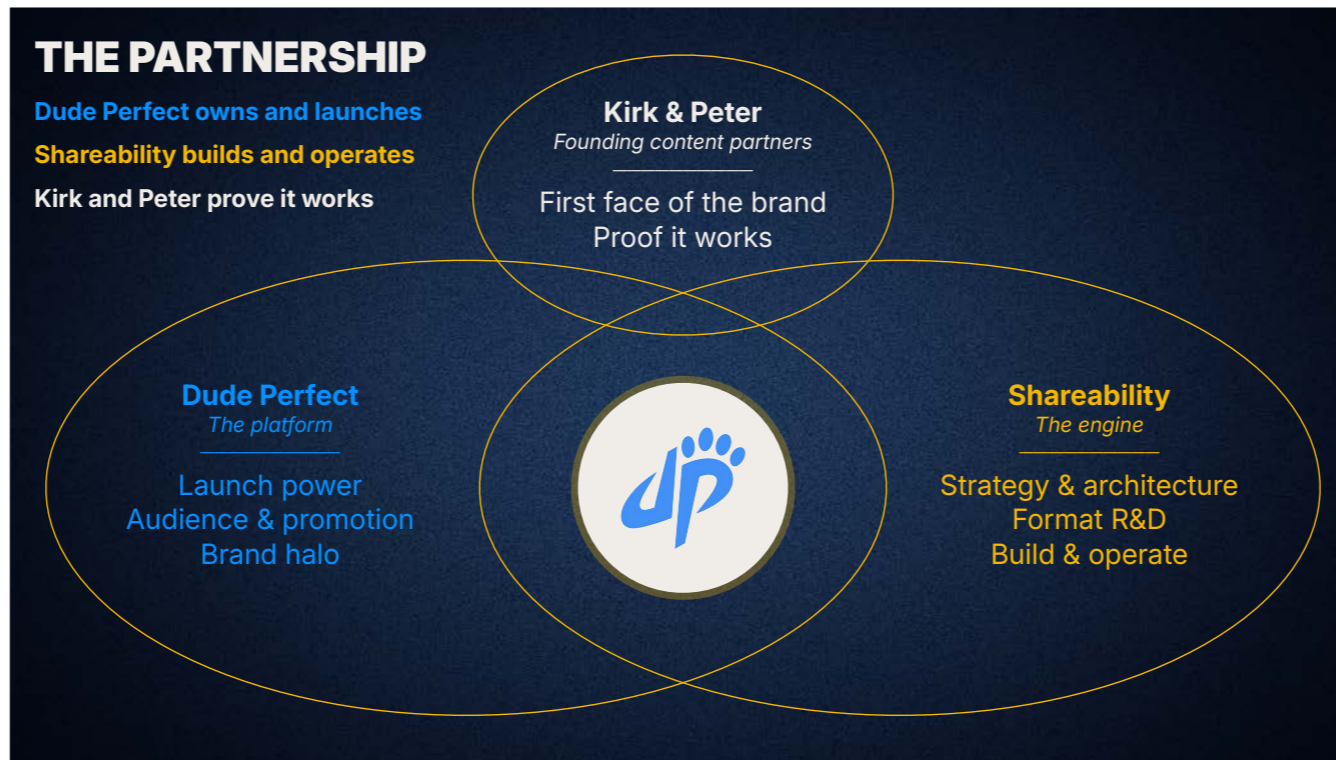 THE PARTNERSHIP
Dude Perfect owns and launches
Shareability builds and operates
Kirk and Peter prove it works
Kirk & Peter
Founding content partners
First face of the brand
Proof it works
Dude Perfect
The platform
Launch power
Audience & promotion
Brand halo
dp
Shareability
The engine
Strategy & architecture
Format R&D
Build & operate